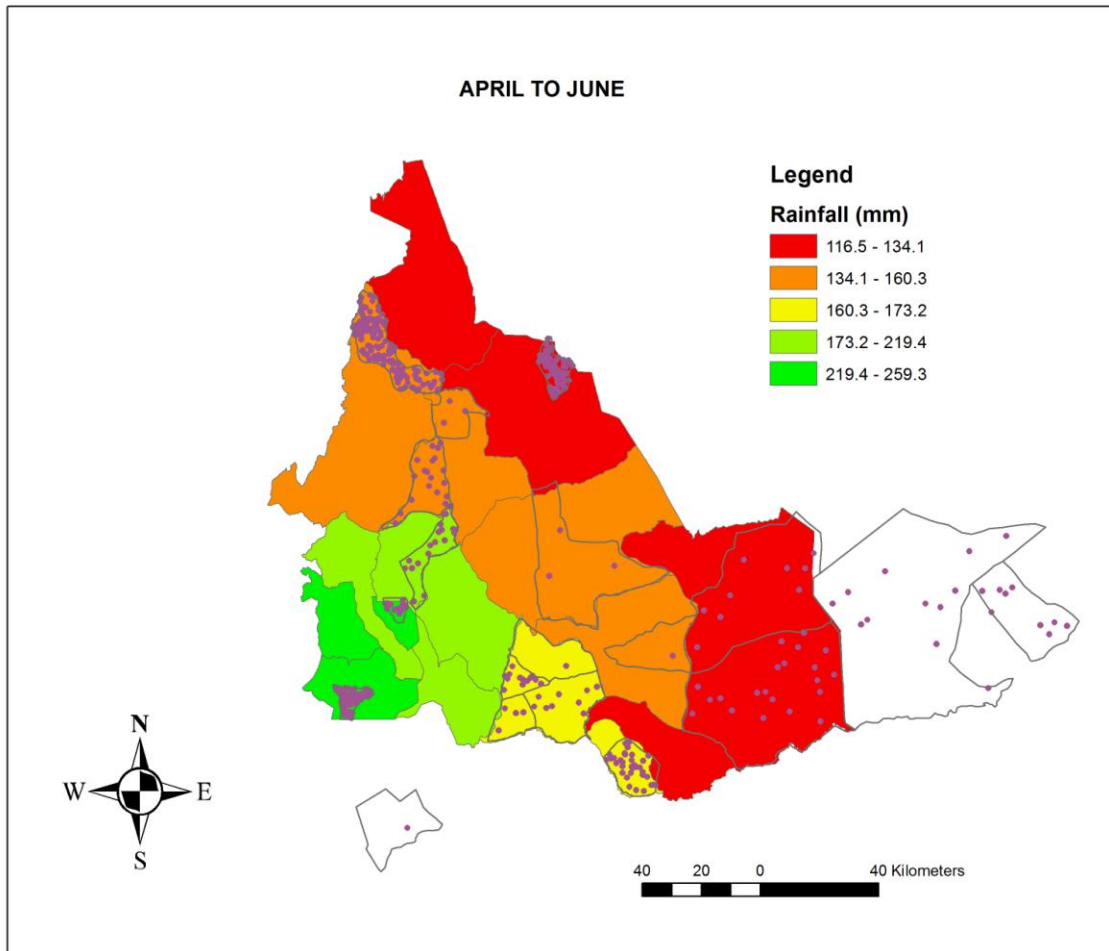 APRIL TO JUNE
Legend
Rainfall (mm)
116.5 - 134.1
134.1 - 160.3
160.3 - 173.2
173.2 - 219.4
219.4 - 259.3
N
W E
S
40 20 0 40 Kilometers